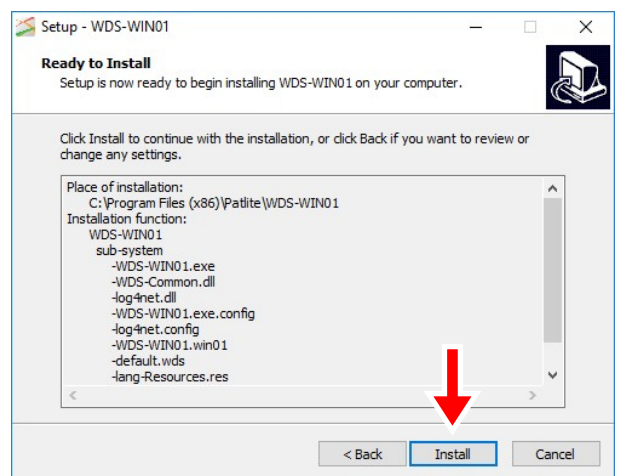 Setup - WDS-WIN01
Ready to Install
Setup is now ready to begin installing WDS-WIN01 on your computer.
Click Install to continue with the installation, or click Back if you want to review or
change any settings.
Place of installation:
C:\Program Files (x86)\Patlite\WDS-WIN01
Installation function:
WDS-WIN01
sub-system
-WDS-WIN01.exe
-WDS-Common.dll
-log4net.dll
-WDS-WIN01.exe.config
-log4net.config
-WDS-WIN01.win01
-default.wds
-lang-Resources.res
< Back Install Cancel